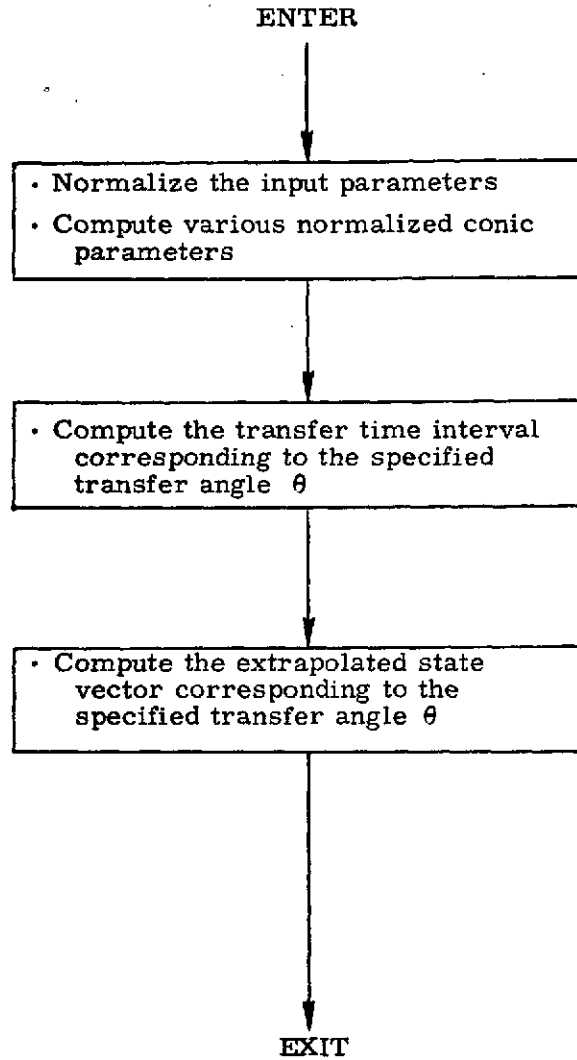 ENTER
· Normalize the input parameters
· Compute various normalized conic
parameters
· Compute the transfer time interval
corresponding to the specified
transfer angle θ
· Compute the extrapolated state
vector corresponding to the
specified transfer angle θ
EXIT